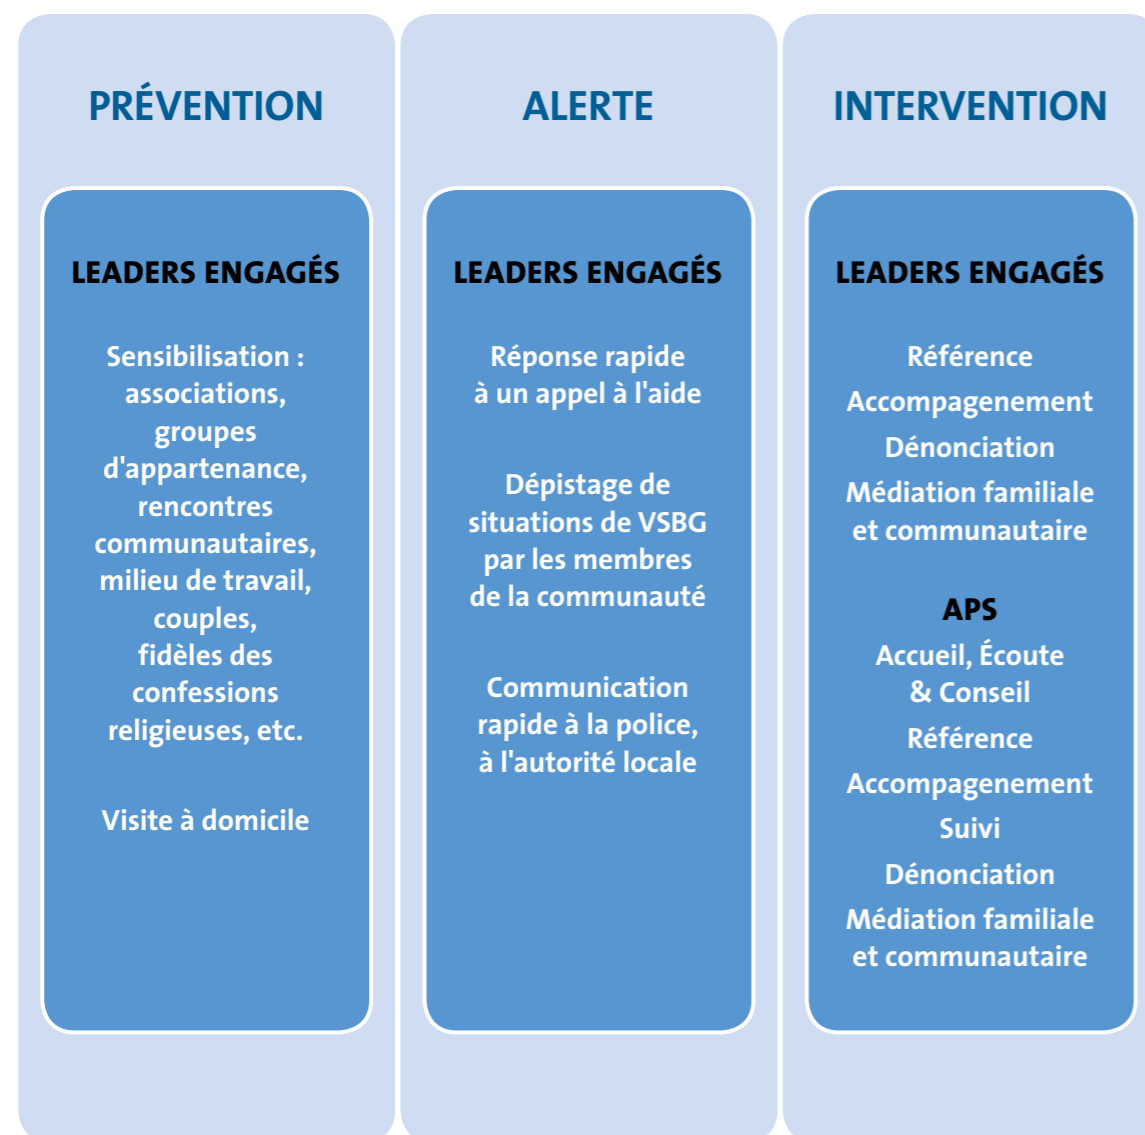 PRÉVENTION
LEADERS ENGAGÉS
Sensibilisation :
associations,
groupes
d'appartenance,
rencontres
communautaires,
milieu de travail,
couples,
fidèles des
confessions
religieuses, etc.
Visite à domicile
ALERTE
LEADERS ENGAGÉS
Réponse rapide
à un appel à l'aide
Dépistage de
situations de VSBG
par les membres
de la communauté
Communication
rapide à la police,
à l'autorité locale
INTERVENTION
LEADERS ENGAGÉS
Référence
Accompagenement
Dénonciation
Médiation familiale
et communautaire
APS
Accueil, Écoute
& Conseil
Référence
Accompagenement
Suivi
Dénonciation
Médiation familiale
et communautaire